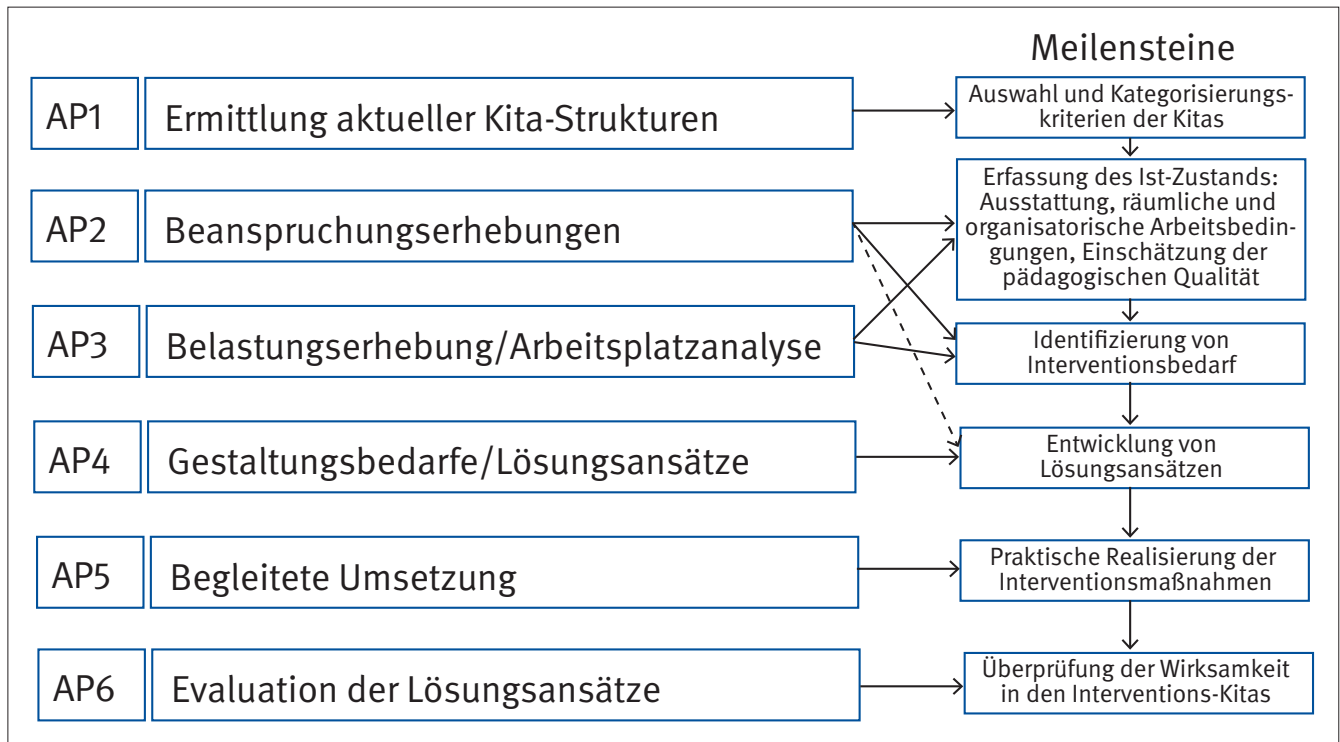 Meilensteine
AP1
Ermittlung aktueller Kita-Strukturen
Auswahl und Kategorisierungs-
kriterien der Kitas
AP2
Beanspruchungserhebungen
Erfassung des Ist-Zustands:
Ausstattung, räumliche und
organisatorische Arbeitsbedin-
gungen, Einschätzung der
pädagogischen Qualität
AP3
Belastungserhebung/Arbeitsplatzanalyse
Identifizierung von
Interventionsbedarf
AP4
Gestaltungsbedarfe/Lösungsansätze
Entwicklung von
Lösungsansätzen
AP5
Begleitete Umsetzung
Praktische Realisierung der
Interventionsmaßnahmen
AP6
Evaluation der Lösungsansätze
Überprüfung der Wirksamkeit
in den Interventions-Kitas